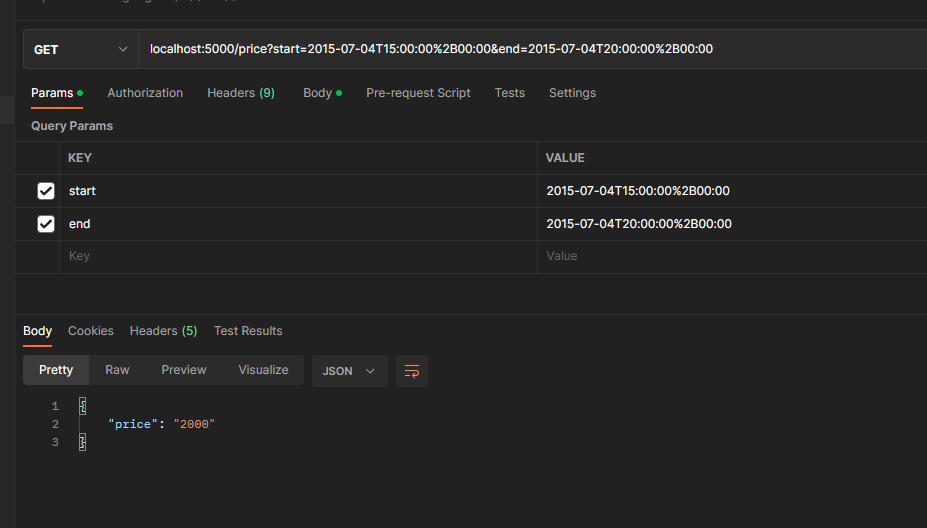 GET localhost:5000/price?start=2015-07-04T15:00:00%2B00:00&end=2015-07-04T20:00:00%2B00:00
Params Authorization Headers (9) Body Pre-request Script Tests Settings
Query Params
KEY VALUE
start 2015-07-04T15:00:00%2B00:00
end 2015-07-04T20:00:00%2B00:00
Key Value
Body Cookies Headers (5) Test Results
Pretty Raw Preview Visualize JSON
1 {
2 "price": "2000"
3 }